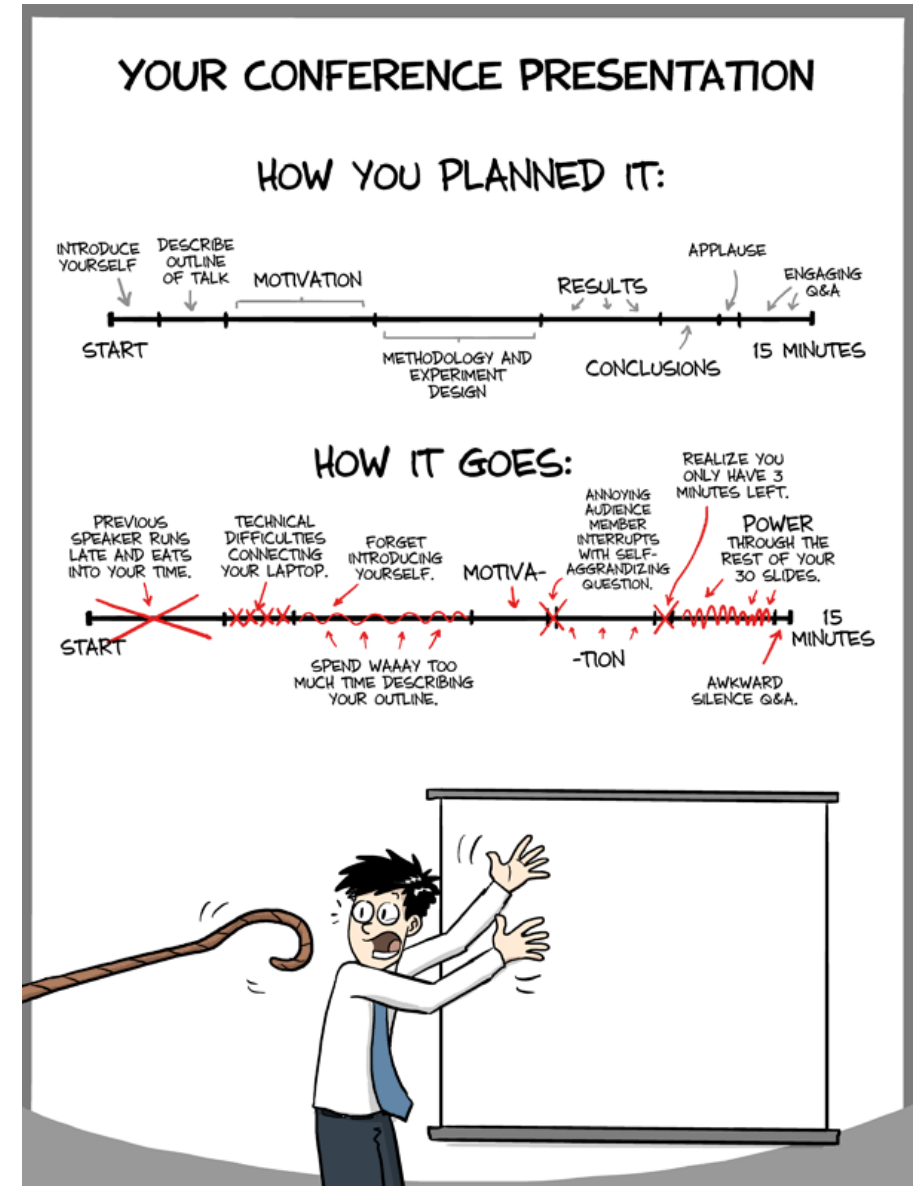 YOUR CONFERENCE PRESENTATION
HOW YOU PLANNED IT:
INTRODUCE
YOURSELF
DESCRIBE
OUTLINE
OF TALK
MOTIVATION
METHODOLOGY AND
EXPERIMENT
DESIGN
RESULTS
CONCLUSIONS
APPLAUSE
ENGAGING
Q&A
START
15 MINUTES
HOW IT GOES:
PREVIOUS
SPEAKER RUNS
LATE AND EATS
INTO YOUR TIME.
TECHNICAL
DIFFICULTIES
CONNECTING
YOUR LAPTOP.
FORGET
INTRODUCING
YOURSELF.
SPEND WAAAY TOO
MUCH TIME DESCRIBING
YOUR OUTLINE.
MOTIVA-
ANNOYING
AUDIENCE
MEMBER
INTERRUPTS
WITH SELF-
AGGRANDIZING
QUESTION.
-TION
REALIZE YOU
ONLY HAVE 3
MINUTES LEFT.
POWER
THROUGH THE
REST OF YOUR
30 SLIDES.
AWKWARD
SILENCE Q&A.
START
15
MINUTES